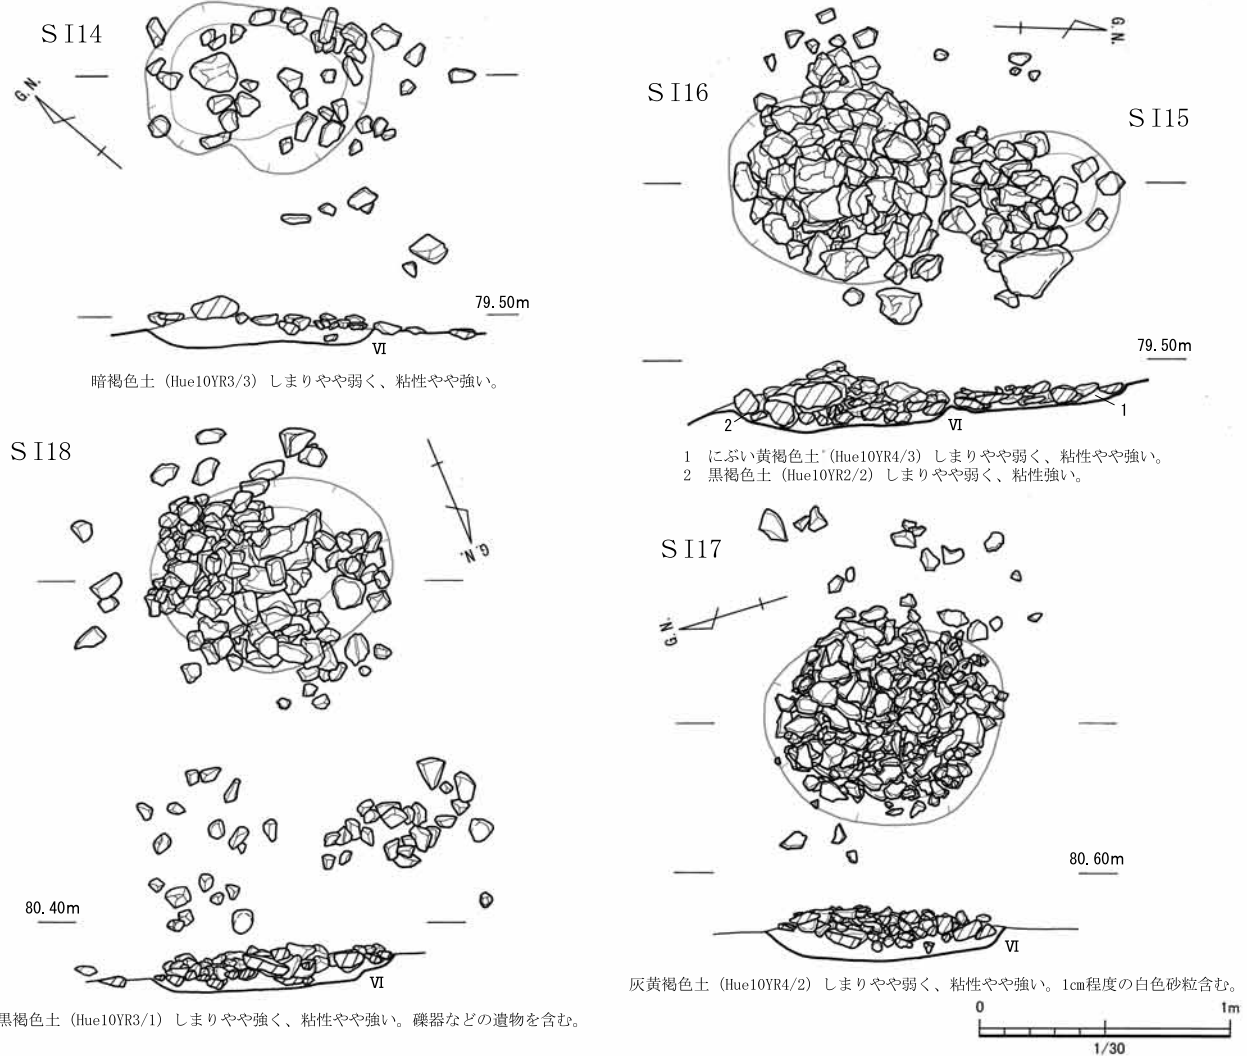 SI14
G.N.
79.50m
VI
暗褐色土（Hue10YR3/3）しまりやや弱く、粘性やや強い。
SI16
G.N.
SI15
79.50m
2
VI
1
1 にぶい黄褐色土（Hue10YR4/3）しまりやや弱く、粘性やや強い。
2 黒褐色土（Hue10YR2/2）しまりやや弱く、粘性強い。
SI18
G.N.
80.40m
VI
黒褐色土（Hue10YR3/1）しまりやや強く、粘性やや強い。礫器などの遺物を含む。
SI17
G.N.
80.60m
VI
灰黄褐色土（Hue10YR4/2）しまりやや弱く、粘性やや強い。1cm程度の白色砂粒含む。
0 1m
1/30